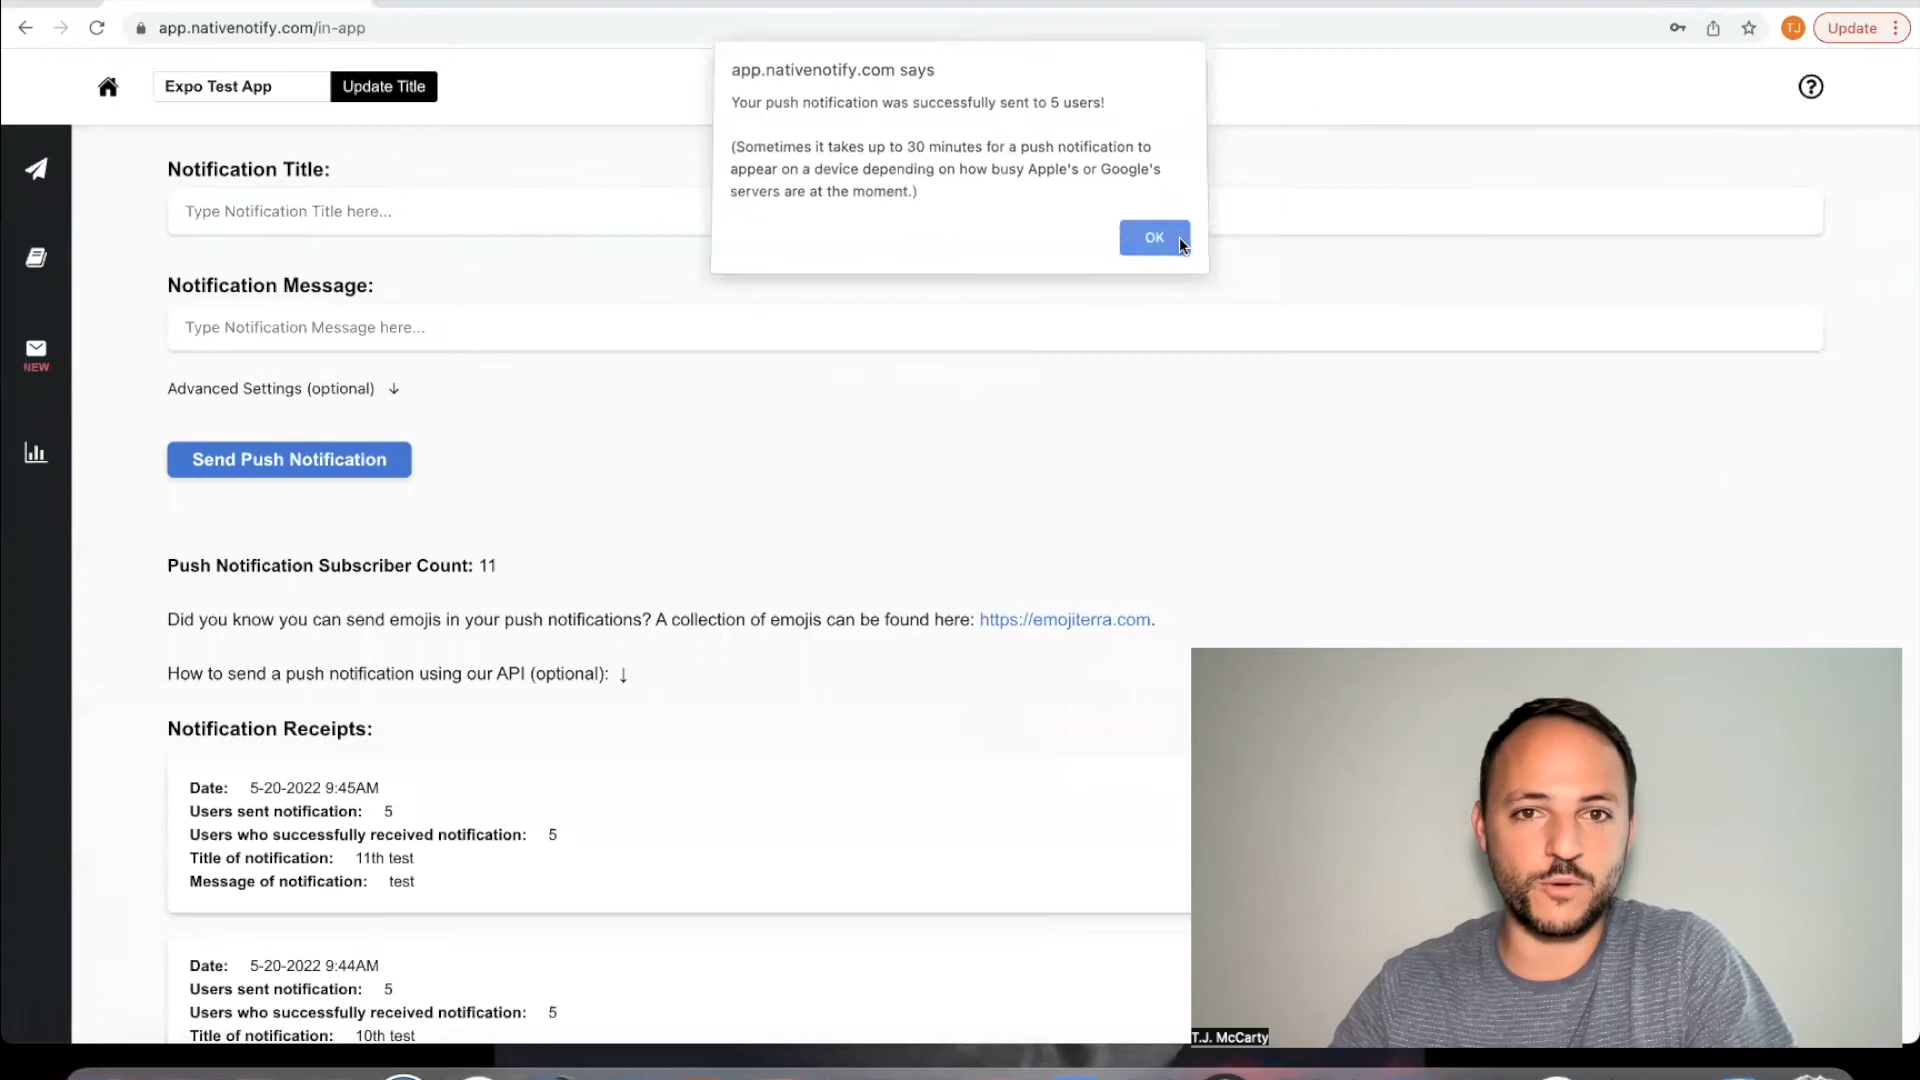 app.nativenotify.com/in-app
TJ
Update
Expo Test App
Update Title
app.nativenotify.com says
Your push notification was successfully sent to 5 users!
(Sometimes it takes up to 30 minutes for a push notification to
appear on a device depending on how busy Apple's or Google's
servers are at the moment.)
OK
Notification Title:
Type Notification Title here...
Notification Message:
Type Notification Message here...
NEW
Advanced Settings (optional) ↓
Send Push Notification
Push Notification Subscriber Count: 11
Did you know you can send emojis in your push notifications? A collection of emojis can be found here: https://emojiterra.com.
How to send a push notification using our API (optional): ↓
Notification Receipts:
Date: 5-20-2022 9:45AM
Users sent notification: 5
Users who successfully received notification: 5
Title of notification: 11th test
Message of notification: test
Date: 5-20-2022 9:44AM
Users sent notification: 5
Users who successfully received notification: 5
Title of notification: 10th test
T.J. McCarty